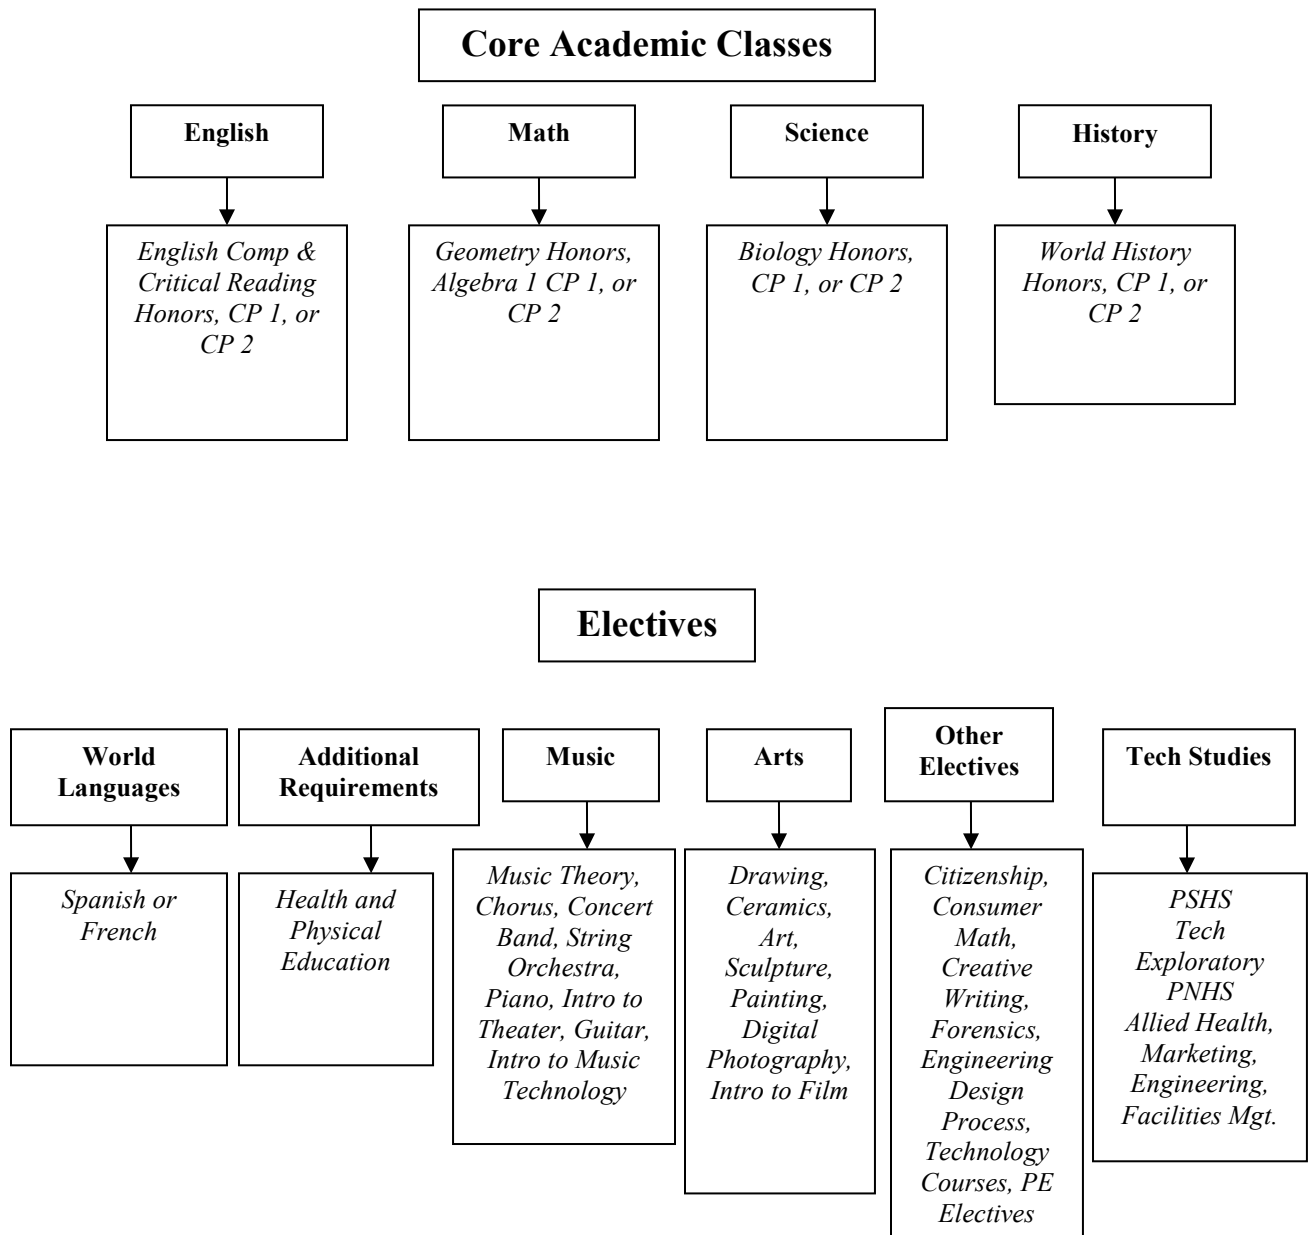 Core Academic Classes
English
Math
Science
History
English Comp &
Critical Reading
Honors, CP 1, or
CP 2
Geometry Honors,
Algebra 1 CP 1, or
CP 2
Biology Honors,
CP 1, or CP 2
World History
Honors, CP 1, or
CP 2
Electives
World
Languages
Additional
Requirements
Music
Arts
Other
Electives
Tech Studies
Spanish or
French
Health and
Physical
Education
Music Theory,
Chorus, Concert
Band, String
Orchestra,
Piano, Intro to
Theater, Guitar,
Intro to Music
Technology
Drawing,
Ceramics,
Art,
Sculpture,
Painting,
Digital
Photography,
Intro to Film
Citizenship,
Consumer
Math,
Creative
Writing,
Forensics,
Engineering
Design
Process,
Technology
Courses, PE
Electives
PSHS
Tech
Exploratory
PNHS
Allied Health,
Marketing,
Engineering,
Facilities Mgt.